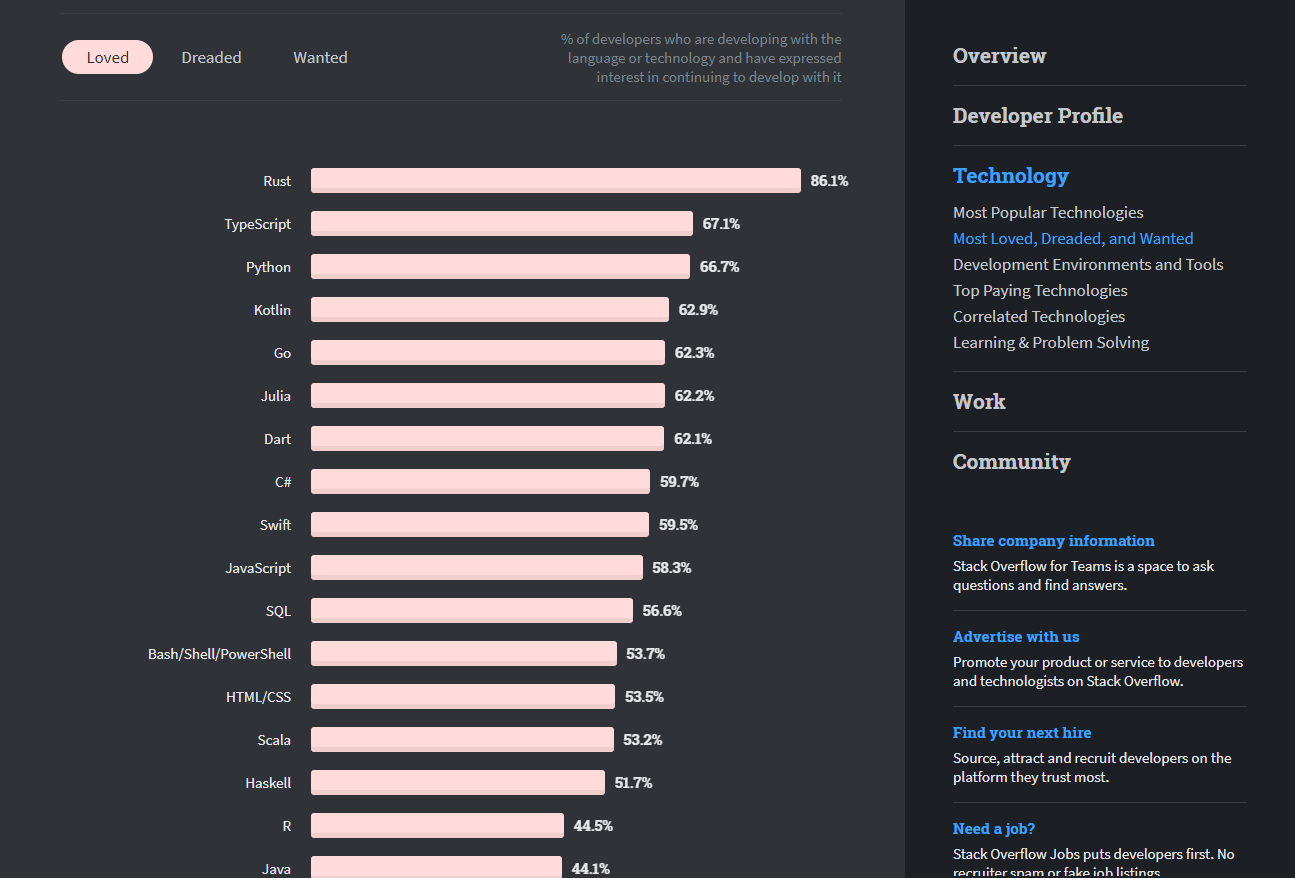 Loved
Dreaded
Wanted
% of developers who are developing with the
language or technology and have expressed
interest in continuing to develop with it
Rust 86.1%
TypeScript 67.1%
Python 66.7%
Kotlin 62.9%
Go 62.3%
Julia 62.2%
Dart 62.1%
C# 59.7%
Swift 59.5%
JavaScript 58.3%
SQL 56.6%
Bash/Shell/PowerShell 53.7%
HTML/CSS 53.5%
Scala 53.2%
Haskell 51.7%
R 44.5%
Java 44.1%
Overview
Developer Profile
Technology
Most Popular Technologies
Most Loved, Dreaded, and Wanted
Development Environments and Tools
Top Paying Technologies
Correlated Technologies
Learning & Problem Solving
Work
Community
Share company information
Stack Overflow for Teams is a space to ask
questions and find answers.
Advertise with us
Promote your product or service to developers
and technologists on Stack Overflow.
Find your next hire
Source, attract and recruit developers on the
platform they trust most.
Need a job?
Stack Overflow Jobs puts developers first. No
recruiter spam or fake job listings